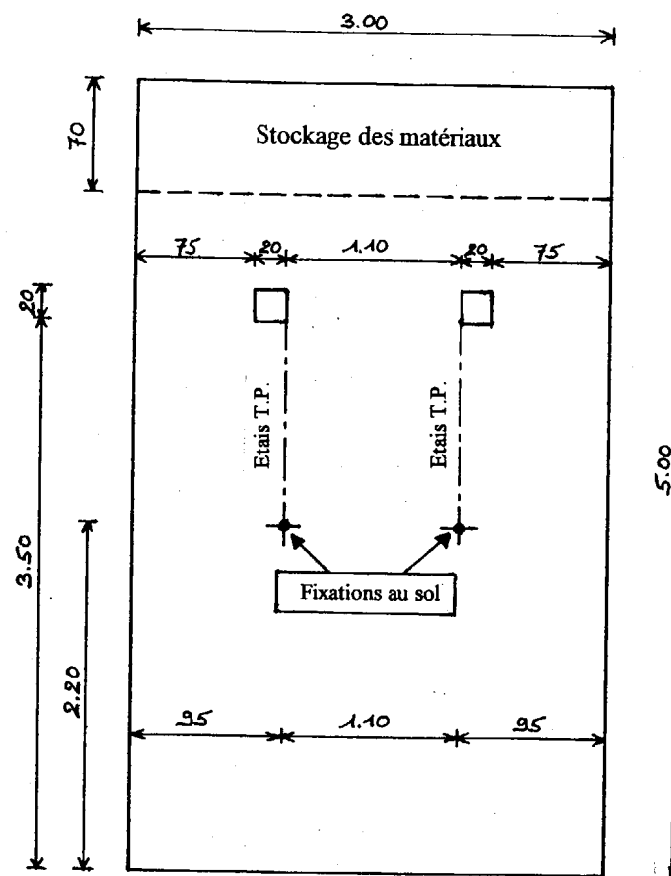 3.00
70
Stockage des matériaux
75 20 1.10 20 75
20
Etais T.P.
Etais T.P.
5.00
3.50
Fixations au sol
2.20
95 1.10 95